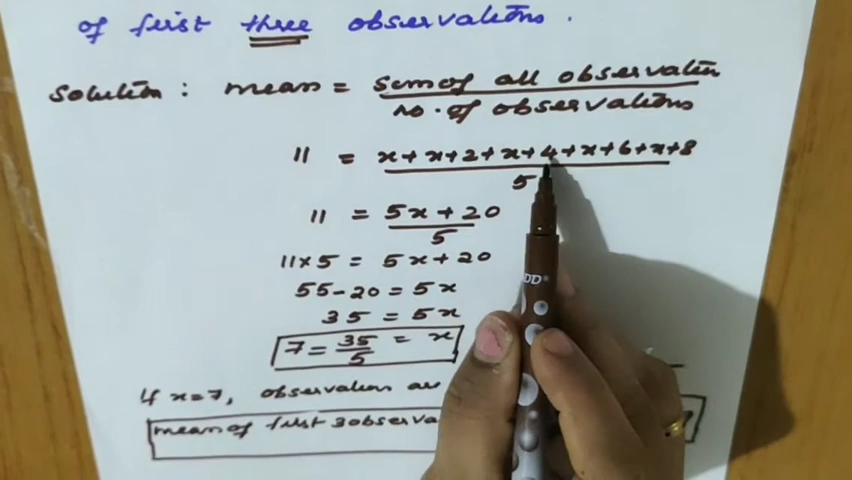 of first three observations.
Solution : mean = Sum of all observation
No. of observations
11 = x + x+2 + x+4 + x+6 + x+8
5
11 = 5x + 20
5
11x5 = 5x+20
55-20 = 5x
35 = 5x
7 = 35 = x
5
If x=7, observation are
mean of first 3 observa